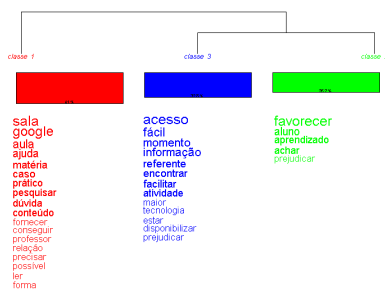 classe 1
classe 3
classe
sala
google
aula
ajuda
matéria
caso
prático
pesquisar
dúvida
conteúdo
fornecer
conseguir
professor
relação
precisar
possível
ler
forma
acesso
fácil
momento
informação
referente
encontrar
facilitar
atividade
maior
tecnologia
estar
disponibilizar
prejudicar
favorecer
aluno
aprendizado
achar
prejudicar